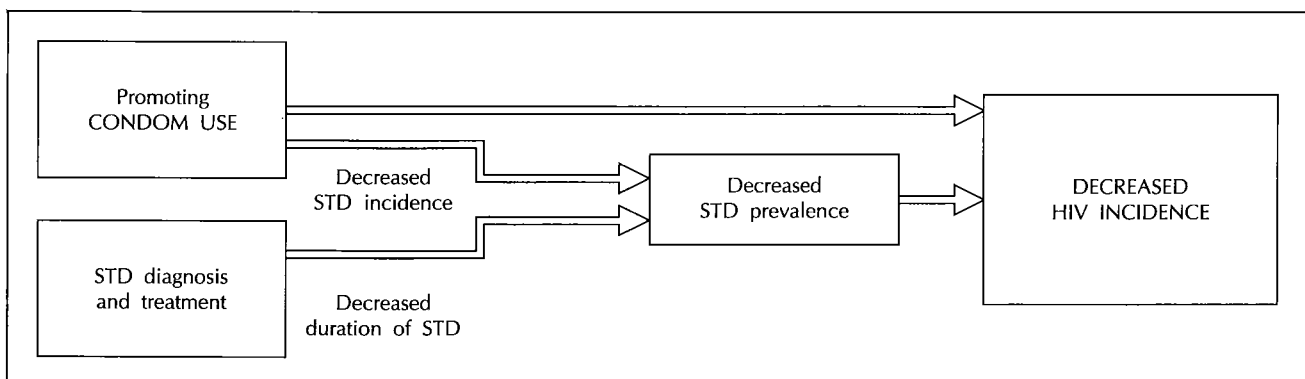 Promoting
CONDOM USE
Decreased
STD incidence
STD diagnosis
and treatment
Decreased
duration of STD
Decreased
STD prevalence
DECREASED
HIV INCIDENCE